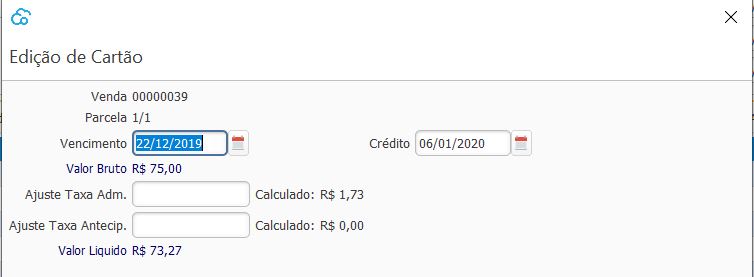 Edição de Cartão
Venda 00000039
Parcela 1/1
Vencimento 22/12/2019 Crédito 06/01/2020
Valor Bruto R$ 75,00
Ajuste Taxa Adm. Calculado: R$ 1,73
Ajuste Taxa Antecip. Calculado: R$ 0,00
Valor Liquido R$ 73,27